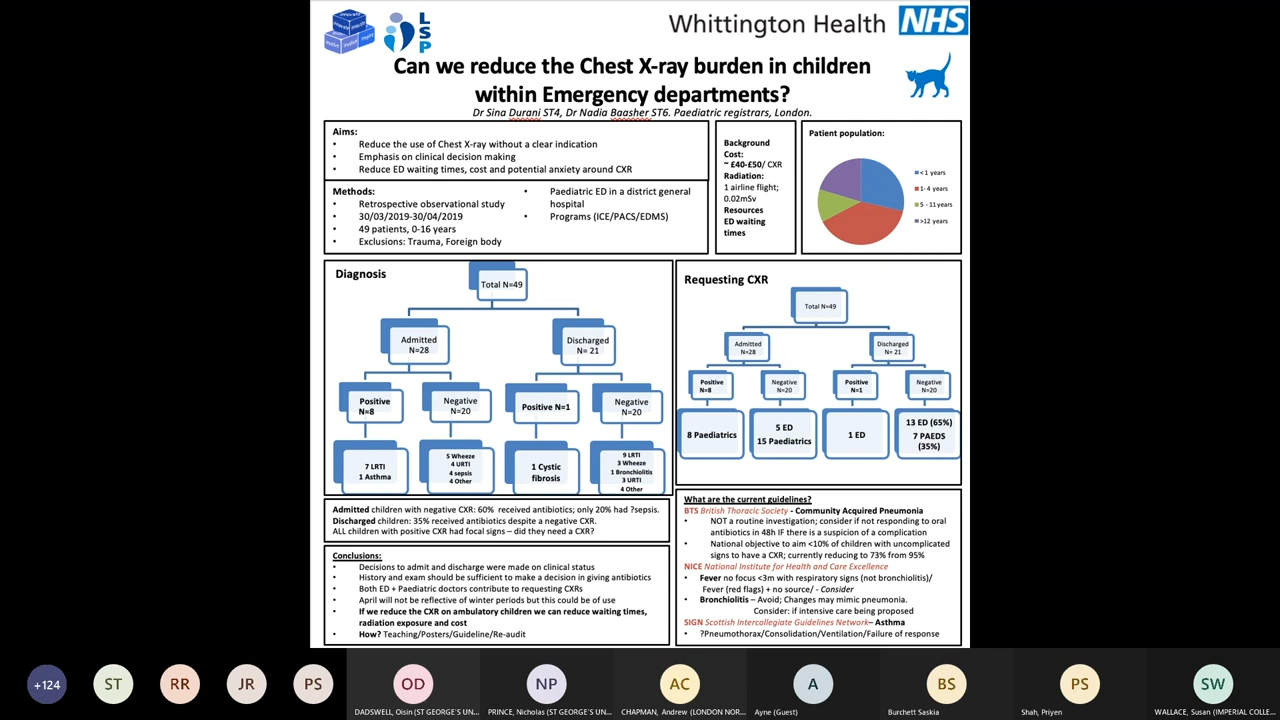 LSP
Whittington Health NHS
Can we reduce the Chest X-ray burden in children
within Emergency departments?
Dr Sina Durani ST4, Dr Nadia Baasher ST6. Paediatric registrars, London.
Aims:
• Reduce the use of Chest X-ray without a clear indication
• Emphasis on clinical decision making
• Reduce ED waiting times, cost and potential anxiety around CXR
Methods:
• Retrospective observational study
• 30/03/2019-30/04/2019
• 49 patients, 0-16 years
• Exclusions: Trauma, Foreign body
• Paediatric ED in a district general
hospital
• Programs (ICE/PACS/EDMS)
Background
Cost:
~ £40-£50/ CXR
Radiation:
1 airline flight;
0.02mSv
Resources
ED waiting
times
Patient population:
< 1 years
1- 4 years
5 - 11 years
>12 years
Diagnosis
Total N=49
Admitted
N=28
Discharged
N= 21
Positive
N=8
Negative
N=20
Positive N=1
Negative
N=20
7 LRTI
1 Asthma
5 Wheeze
4 URTI
4 sepsis
4 Other
1 Cystic
fibrosis
9 LRTI
3 Wheeze
1 Bronchiolitis
3 URTI
4 Other
Requesting CXR
Total N=49
Admitted
N=28
Discharged
N= 21
Positive
N=8
Negative
N=20
Positive
N=1
Negative
N=20
8 Paediatrics
5 ED
15 Paediatrics
1 ED
13 ED (65%)
7 PAEDS
(35%)
Admitted children with negative CXR: 60% received antibiotics; only 20% had ?sepsis.
Discharged children: 35% received antibiotics despite a negative CXR.
ALL children with positive CXR had focal signs – did they need a CXR?
Conclusions:
• Decisions to admit and discharge were made on clinical status
• History and exam should be sufficient to make a decision in giving antibiotics
• Both ED + Paediatric doctors contribute to requesting CXRs
• April will not be reflective of winter periods but this could be of use
• If we reduce the CXR on ambulatory children we can reduce waiting times,
radiation exposure and cost
• How? Teaching/Posters/Guideline/Re-audit
What are the current guidelines?
BTS British Thoracic Society - Community Acquired Pneumonia
• NOT a routine investigation; consider if not responding to oral
antibiotics in 48h IF there is a suspicion of a complication
• National objective to aim <10% of children with uncomplicated
signs to have a CXR; currently reducing to 73% from 95%
NICE National Institute for Health and Care Excellence
• Fever no focus <3m with respiratory signs (not bronchiolitis)/
Fever (red flags) + no source/ - Consider
• Bronchiolitis – Avoid; Changes may mimic pneumonia.
Consider: if intensive care being proposed
SIGN Scottish Intercollegiate Guidelines Network– Asthma
• ?Pneumothorax/Consolidation/Ventilation/Failure of response
+124 ST RR JR PS OD NP AC A BS PS SW
DADSWELL, Oisin (ST GEORGE'S UN... PRINCE, Nicholas (ST GEORGE'S UN... CHAPMAN, Andrew (LONDON NOR... Ayne (Guest) Burchett Saskia Shah, Priyen WALLACE, Susan (IMPERIAL COLLE...